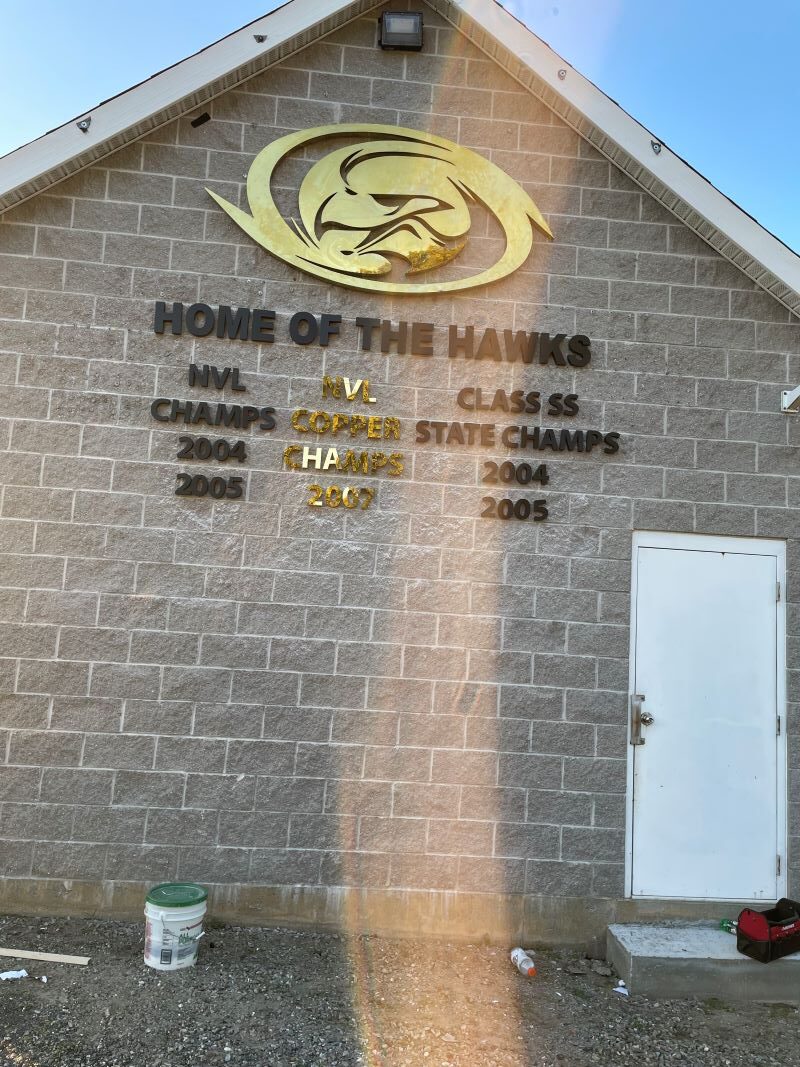 HOME OF THE HAWKS
NVL
CHAMPS
2004
2005
NVL
COPPER
CHAMPS
2007
CLASS SS
STATE CHAMPS
2004
2005